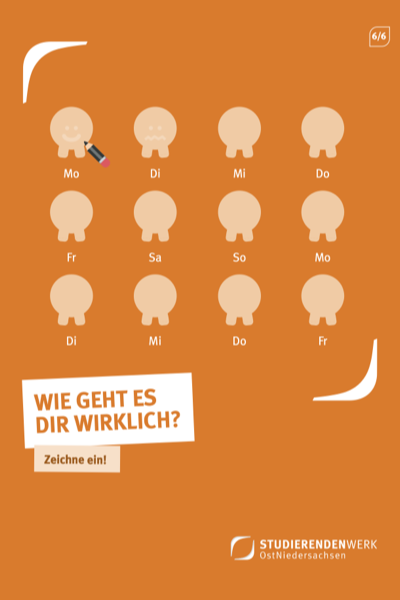 6/6
Mo Di Mi Do
Fr Sa So Mo
Di Mi Do Fr
WIE GEHT ES
DIR WIRKLICH?
Zeichne ein!
STUDIERENDENWERK
OstNiedersachsen